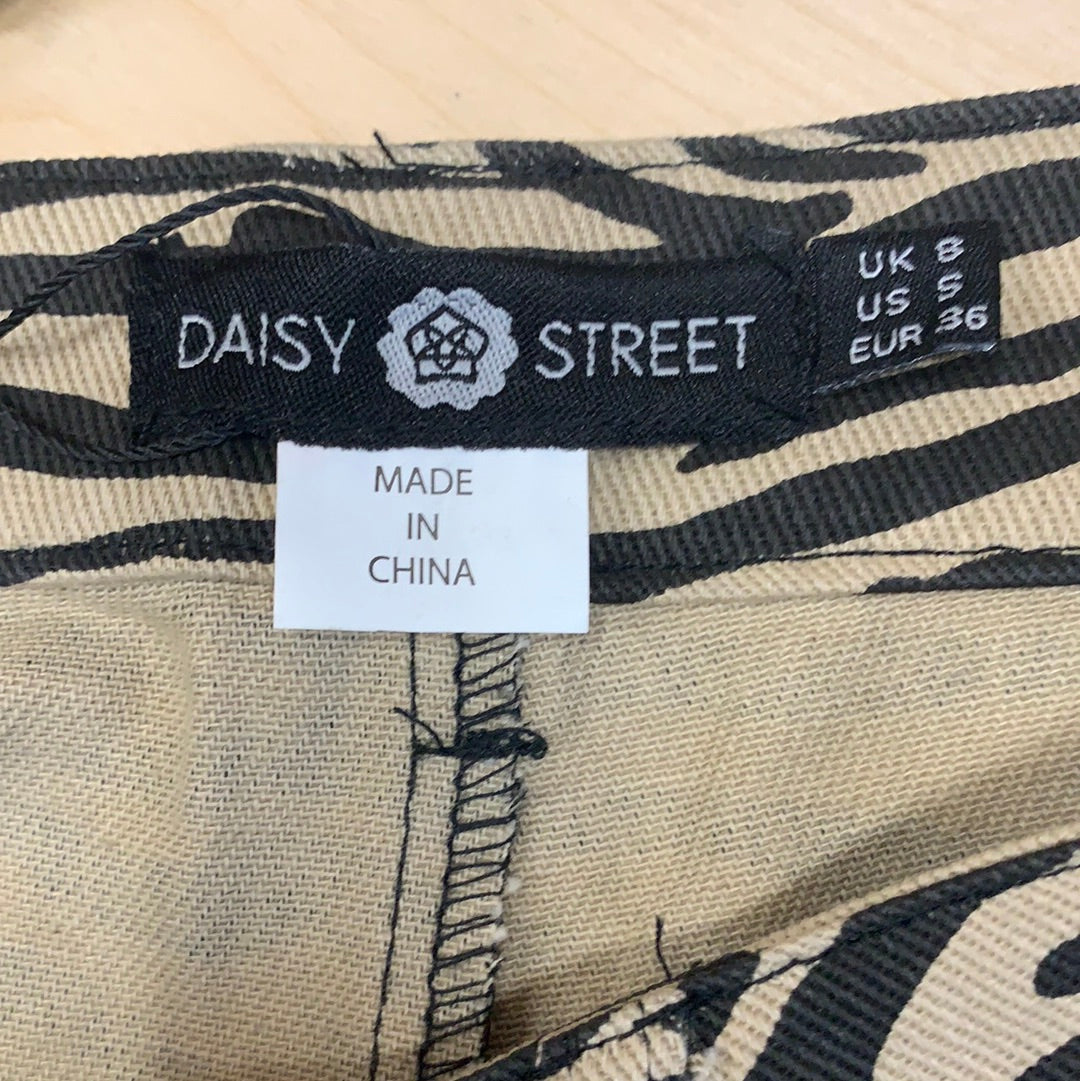 DAISY STREET
UK 8
US S
EUR 36
MADE
IN
CHINA